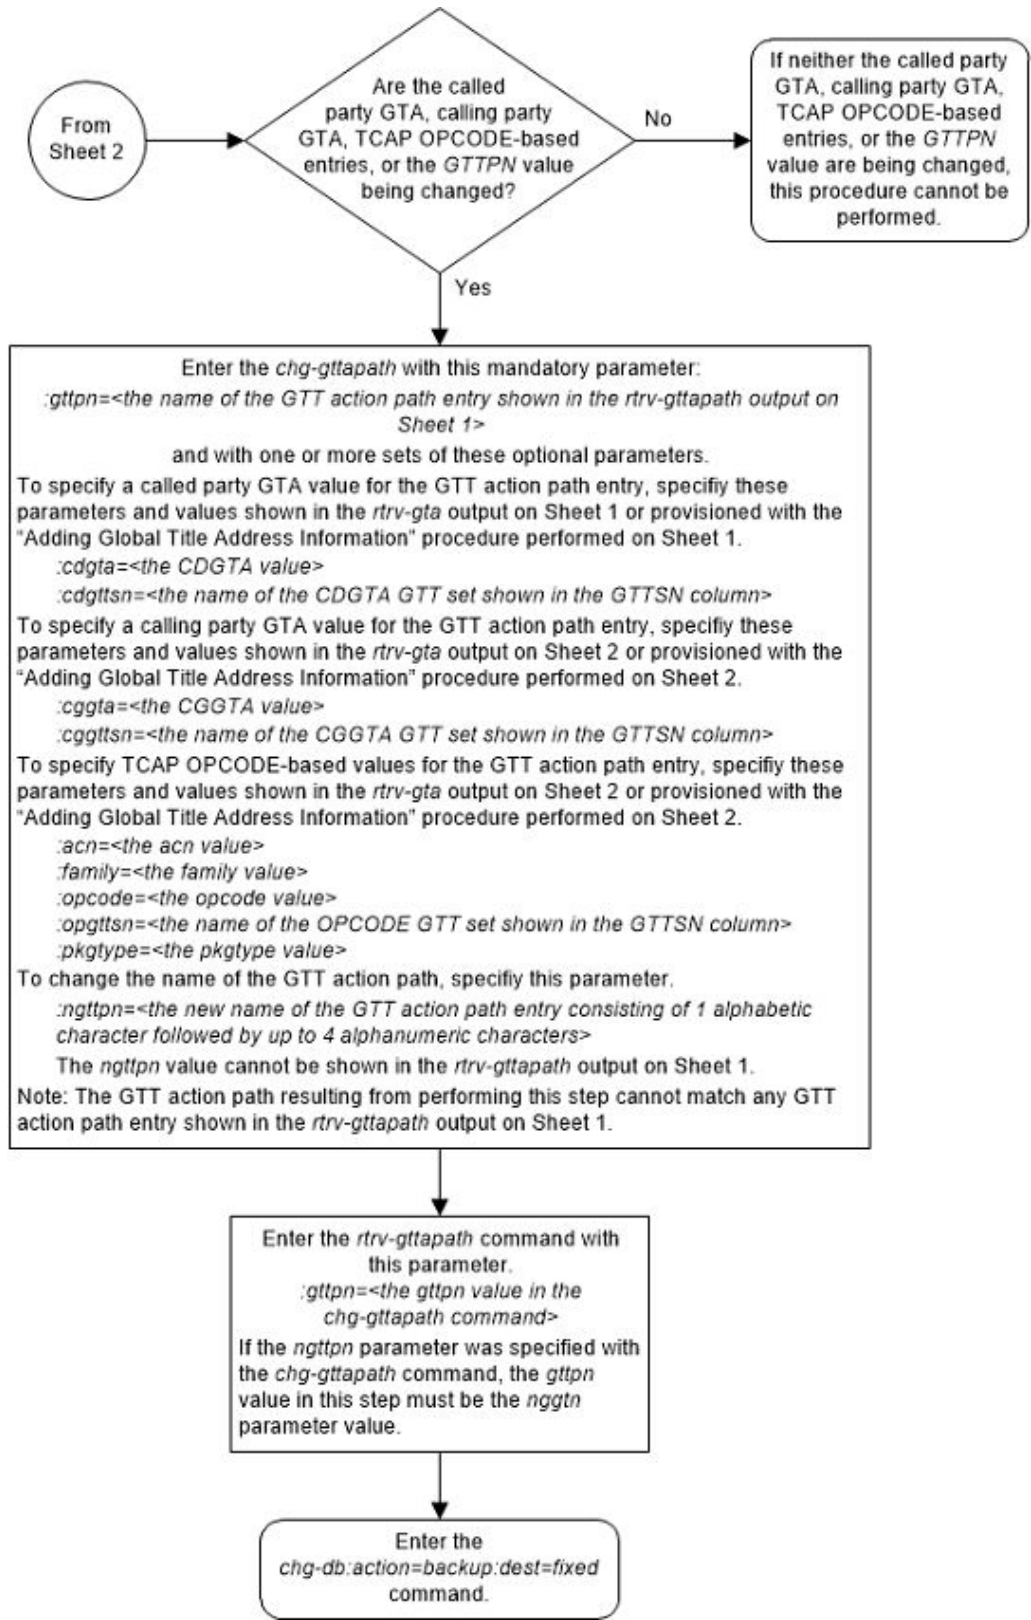 From
Sheet 2
Are the called
party GTA, calling party
GTA, TCAP OPCODE-based
entries, or the GTTPN value
being changed?
No
If neither the called party
GTA, calling party GTA,
TCAP OPCODE-based
entries, or the GTTPN
value are being changed,
this procedure cannot be
performed.
Yes
Enter the chg-gttapath with this mandatory parameter:
:gttpn=<the name of the GTT action path entry shown in the rtrv-gttapath output on
Sheet 1>
and with one or more sets of these optional parameters.
To specify a called party GTA value for the GTT action path entry, specifiy these
parameters and values shown in the rtrv-gta output on Sheet 1 or provisioned with the
“Adding Global Title Address Information” procedure performed on Sheet 1.
:cdgta=<the CDGTA value>
:cdgttsn=<the name of the CDGTA GTT set shown in the GTTSN column>
To specify a calling party GTA value for the GTT action path entry, specifiy these
parameters and values shown in the rtrv-gta output on Sheet 2 or provisioned with the
“Adding Global Title Address Information” procedure performed on Sheet 2.
:cggta=<the CGGTA value>
:cggttsn=<the name of the CGGTA GTT set shown in the GTTSN column>
To specify TCAP OPCODE-based values for the GTT action path entry, specifiy these
parameters and values shown in the rtrv-gta output on Sheet 2 or provisioned with the
“Adding Global Title Address Information” procedure performed on Sheet 2.
:acn=<the acn value>
:family=<the family value>
:opcode=<the opcode value>
:opgttsn=<the name of the OPCODE GTT set shown in the GTTSN column>
:pkgtype=<the pkgtype value>
To change the name of the GTT action path, specifiy this parameter.
:ngttpn=<the new name of the GTT action path entry consisting of 1 alphabetic
character followed by up to 4 alphanumeric characters>
The ngttpn value cannot be shown in the rtrv-gttapath output on Sheet 1.
Note: The GTT action path resulting from performing this step cannot match any GTT
action path entry shown in the rtrv-gttapath output on Sheet 1.
Enter the rtrv-gttapath command with
this parameter.
:gttpn=<the gttpn value in the
chg-gttapath command>
If the ngttpn parameter was specified with
the chg-gttapath command, the gttpn
value in this step must be the nggtn
parameter value.
Enter the
chg-db:action=backup:dest=fixed
command.